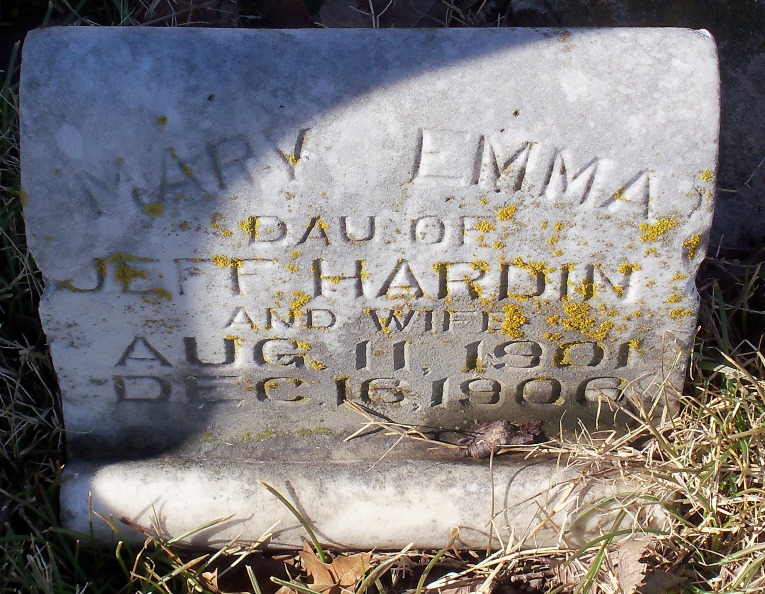 MARY EMMA
DAU OF
JEFF HARDIN
AND WIFE
AUG 11, 1901
DEC 16, 1906